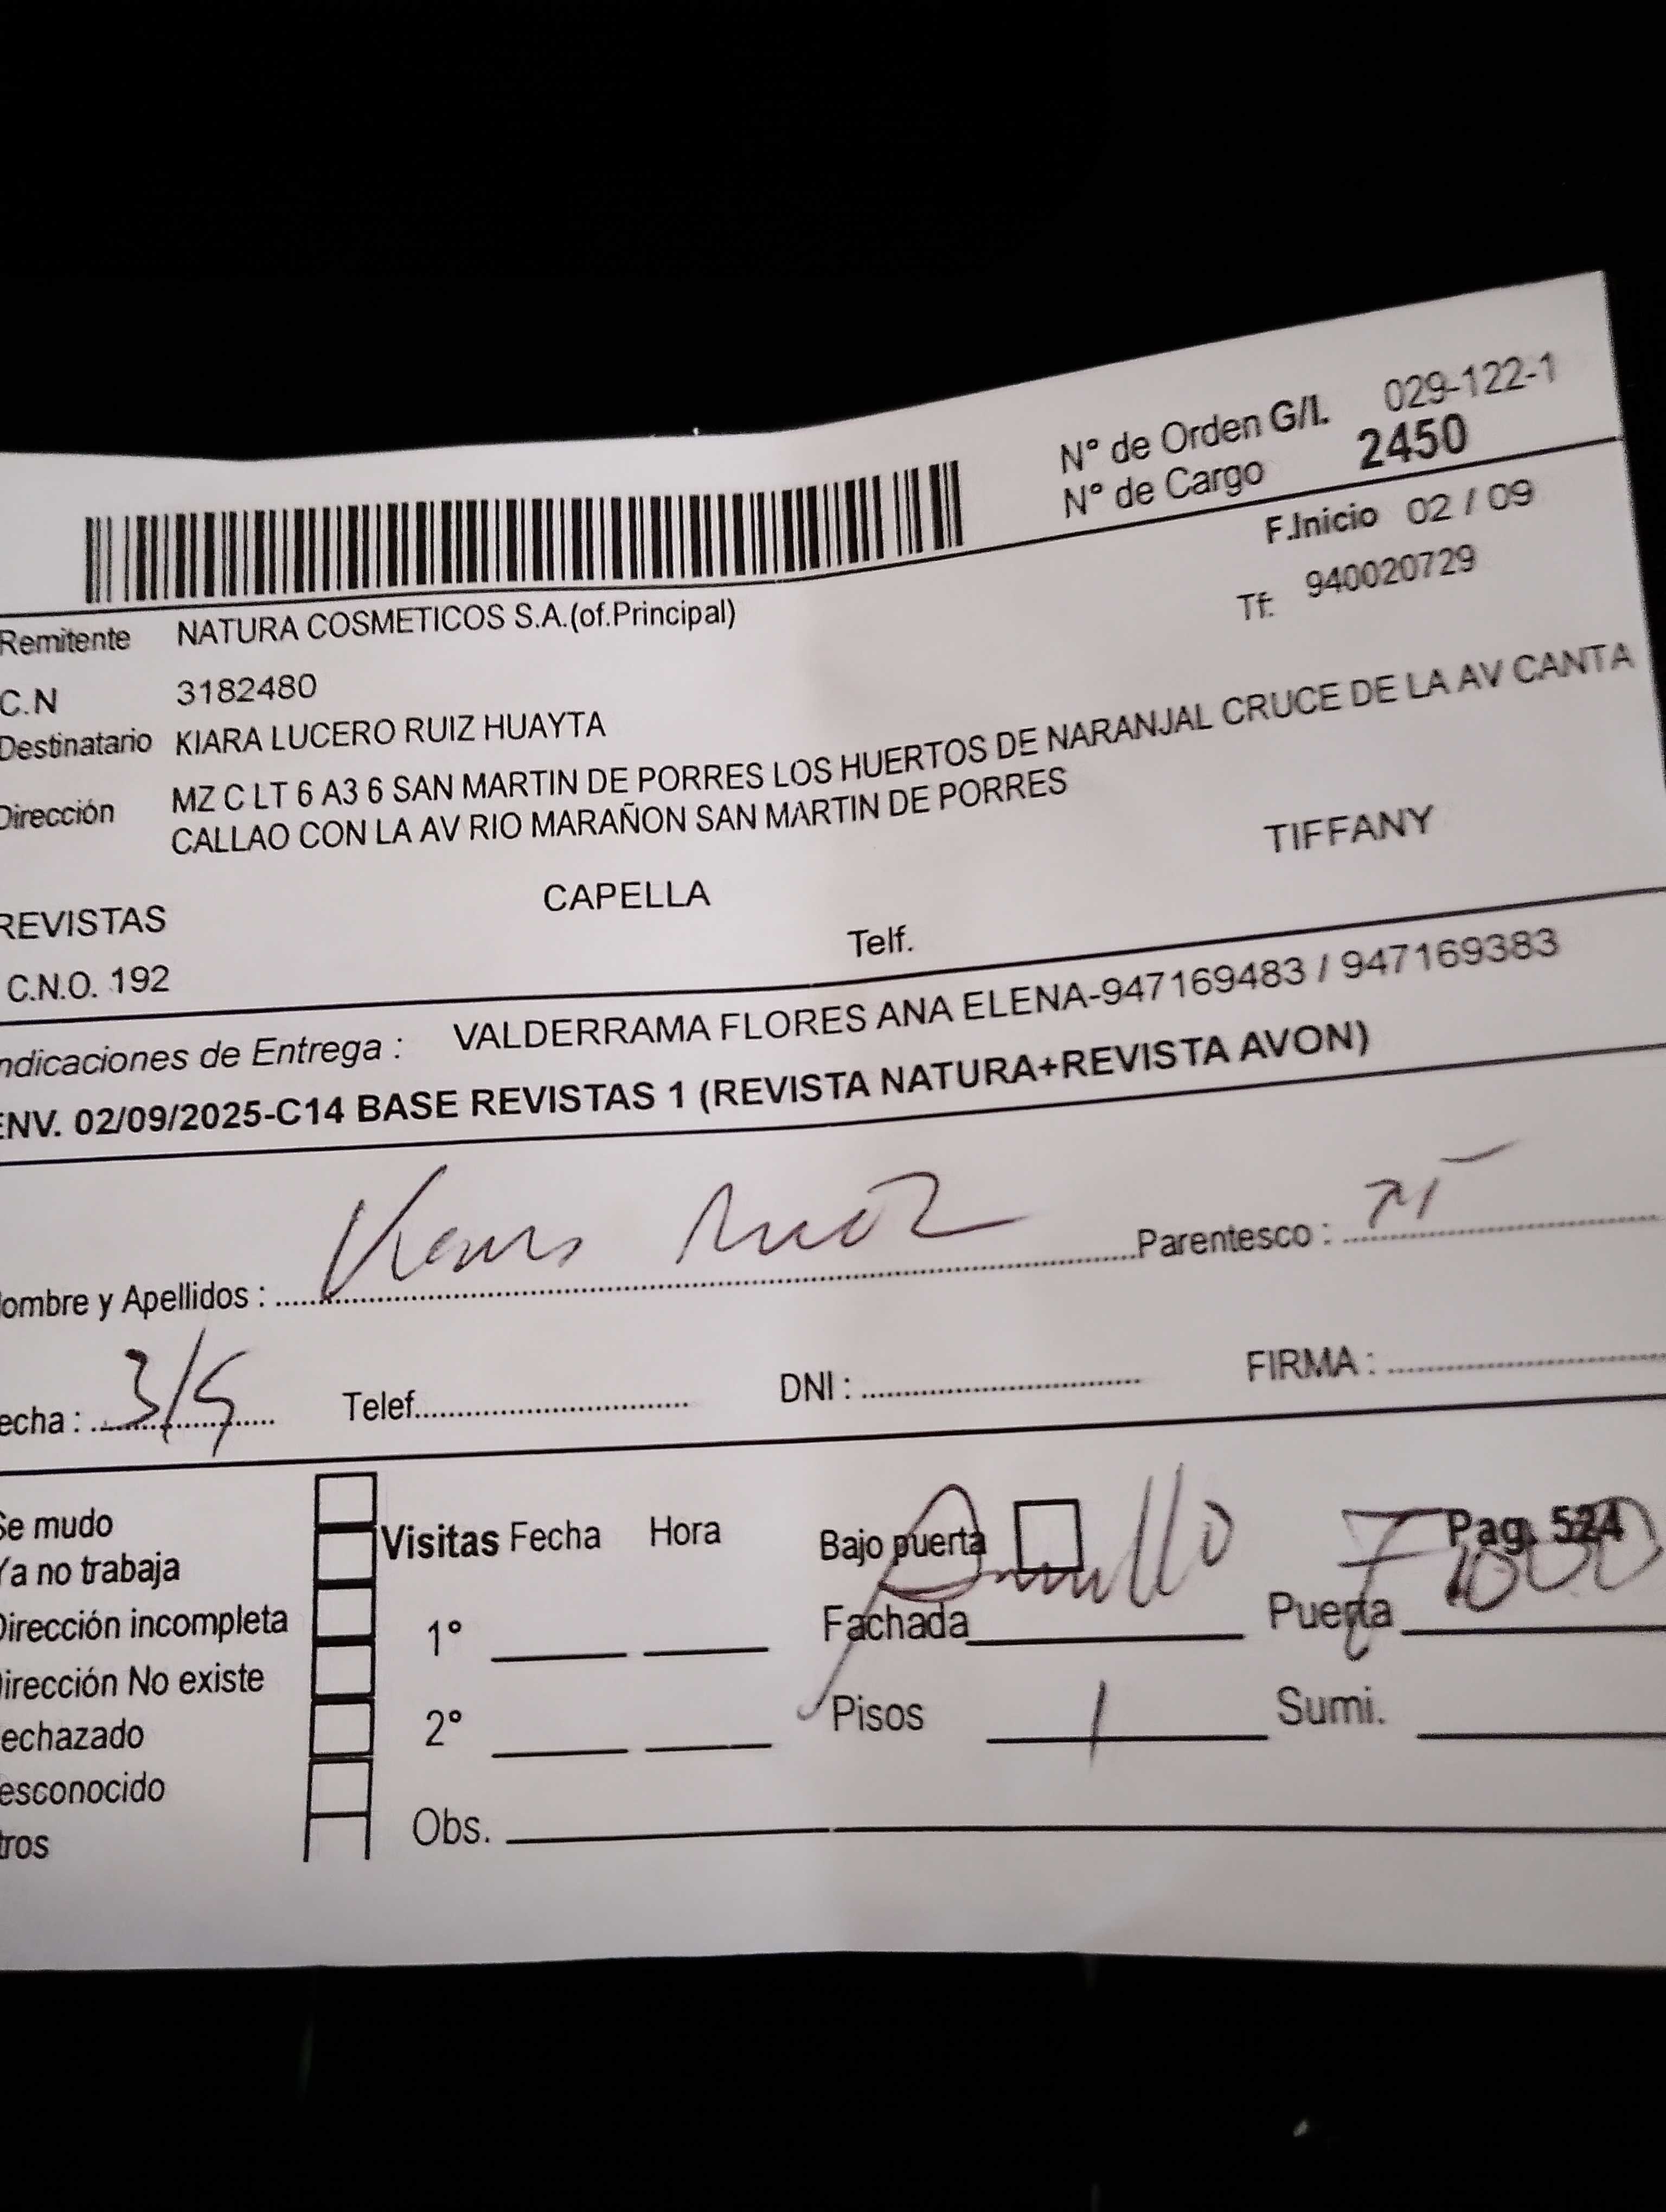 N° de Orden G/I. 029-122-1
N° de Cargo 2450
F.Inicio 02 / 09
Remitente NATURA COSMETICOS S.A.(of.Principal) Tf: 940020729
C.N 3182480
Destinatario KIARA LUCERO RUIZ HUAYTA
Dirección MZ C LT 6 A3 6 SAN MARTIN DE PORRES LOS HUERTOS DE NARANJAL CRUCE DE LA AV CANTA
CALLAO CON LA AV RIO MARAÑON SAN MARTIN DE PORRES
REVISTAS CAPELLA TIFFANY
C.N.O. 192 Telf.
ndicaciones de Entrega : VALDERRAMA FLORES ANA ELENA-947169483 / 947169383
ENV. 02/09/2025-C14 BASE REVISTAS 1 (REVISTA NATURA+REVISTA AVON)
ombre y Apellidos : Ruiz Parentesco :
echa : 3/9 Telef. DNI : FIRMA :
Se mudo
Ya no trabaja
Dirección incompleta
Dirección No existe
echazado
esconocido
tros
Visitas Fecha Hora
1°
2°
Obs.
Bajo puerta Pag. 524
Fachada Puerta
Pisos 1 Sumi.